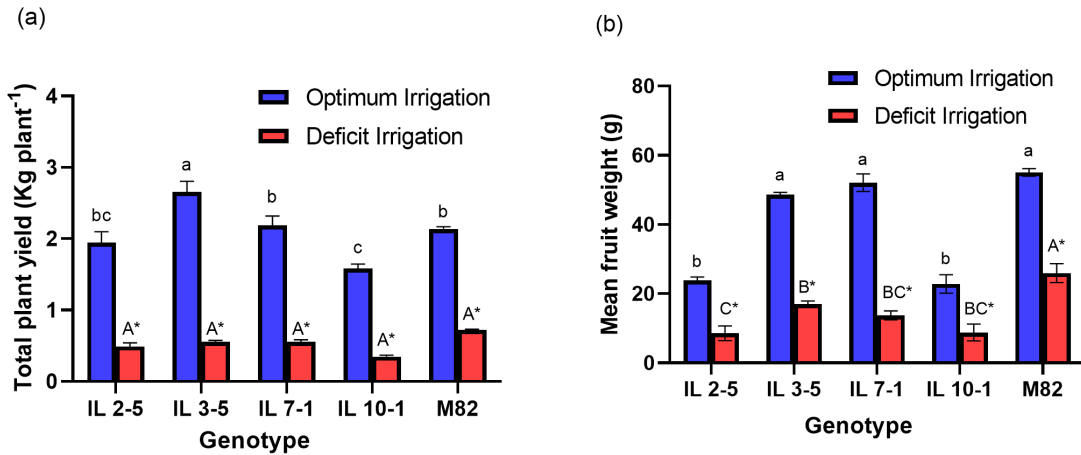 (a)
Total plant yield (Kg plant⁻¹)
4
3
2
1
0
Optimum Irrigation
Deficit Irrigation
bc
A*
a
A*
b
A*
c
A*
b
A*
IL 2-5
IL 3-5
IL 7-1
IL 10-1
M82
Genotype
(b)
Mean fruit weight (g)
80
60
40
20
0
Optimum Irrigation
Deficit Irrigation
b
C*
a
B*
a
BC*
b
BC*
a
A*
IL 2-5
IL 3-5
IL 7-1
IL 10-1
M82
Genotype